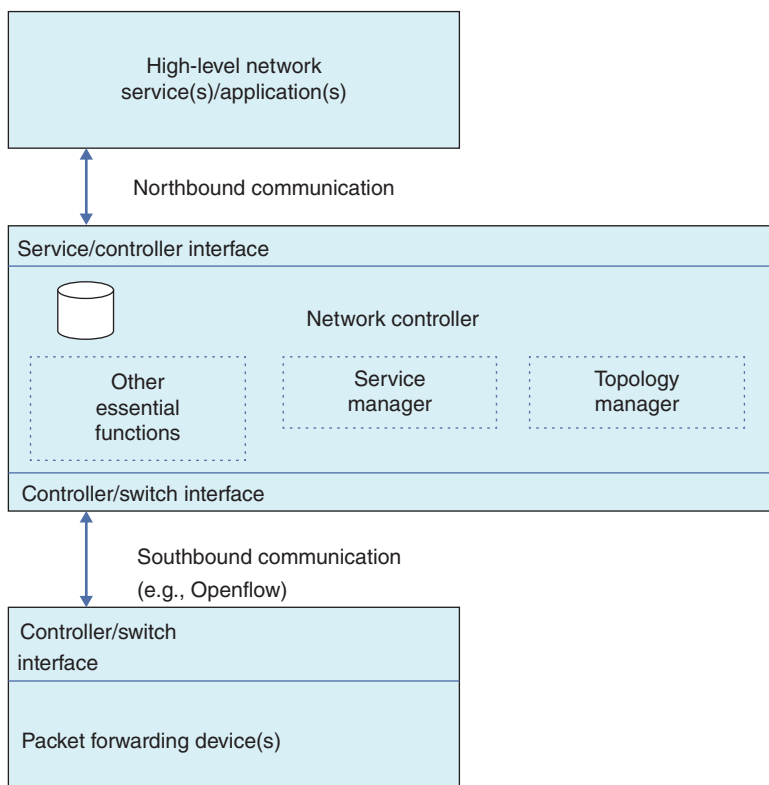 High-level network
service(s)/application(s)
Northbound communication
Service/controller interface
Network controller
Other
essential
functions
Service
manager
Topology
manager
Controller/switch interface
Southbound communication
(e.g., Openflow)
Controller/switch
interface
Packet forwarding device(s)